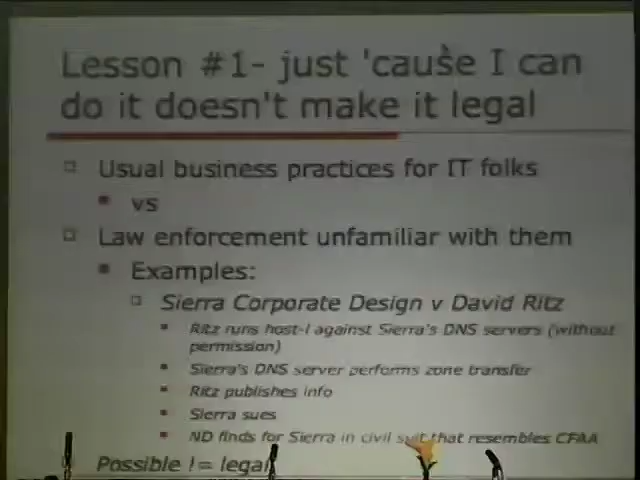 Lesson #1- just 'cause I can
do it doesn't make it legal
Usual business practices for IT folks
vs
Law enforcement unfamiliar with them
Examples:
Sierra Corporate Design v David Ritz
Ritz runs host-l against Sierra's DNS servers (without
permission)
Sierra's DNS server performs zone transfer
Ritz publishes info
Sierra sues
ND finds for Sierra in civil suit that resembles CFAA
Possible != legal